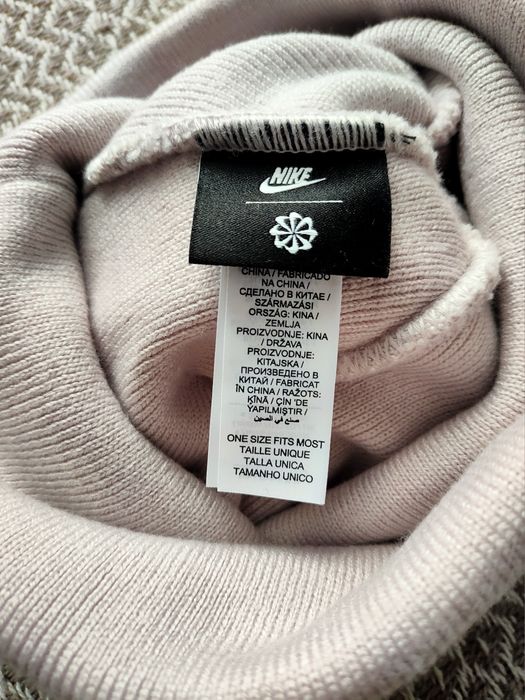 NIKE
CHINA / FABRICADO
NA CHINA /
СДЕЛАНО В КИТАЕ /
SZÁRMAZÁSI
ORSZÁG: KINA /
ZEMLJA
PROIZVODNJE: KINA
/ DRŽAVA
PROIZVODNJE:
KITAJSKA /
ПРОИЗВЕДЕНО В
КИТАЙ / FABRICAT
ÎN CHINA / RAŽOTS:
ĶĪNĀ / ÇİN 'DE
YAPILMIŞTIR /
صنع في الصين
ONE SIZE FITS MOST
TAILLE UNIQUE
TALLA UNICA
TAMANHO UNICO